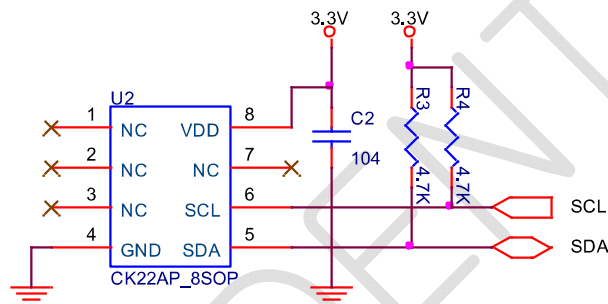 3.3V 3.3V
U2
1 NC VDD 8
C2 R3 R4
2 NC NC 7
104
3 NC SCL 6 4.7K 4.7K
SCL
4 GND SDA 5
SDA
CK22AP_8SOP